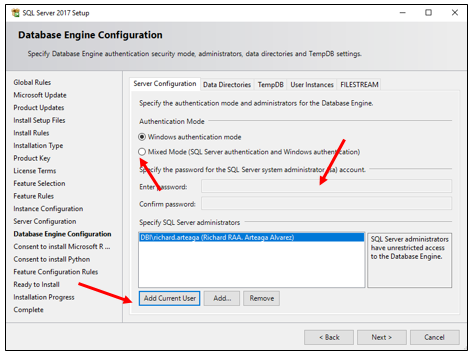 SQL Server 2017 Setup
Database Engine Configuration
Specify Database Engine authentication security mode, administrators, data directories and TempDB settings.
Global Rules
Microsoft Update
Product Updates
Install Setup Files
Install Rules
Installation Type
Product Key
License Terms
Feature Selection
Feature Rules
Instance Configuration
Server Configuration
Database Engine Configuration
Consent to install Microsoft R ...
Consent to install Python
Feature Configuration Rules
Ready to Install
Installation Progress
Complete
Server Configuration Data Directories TempDB User Instances FILESTREAM
Specify the authentication mode and administrators for the Database Engine.
Authentication Mode
Windows authentication mode
Mixed Mode (SQL Server authentication and Windows authentication)
Specify the password for the SQL Server system administrator (sa) account.
Enter password:
Confirm password:
Specify SQL Server administrators
DBI\richard.arteaga (Richard RAA. Arteaga Alvarez)
SQL Server administrators
have unrestricted access
to the Database Engine.
Add Current User Add... Remove
< Back Next > Cancel